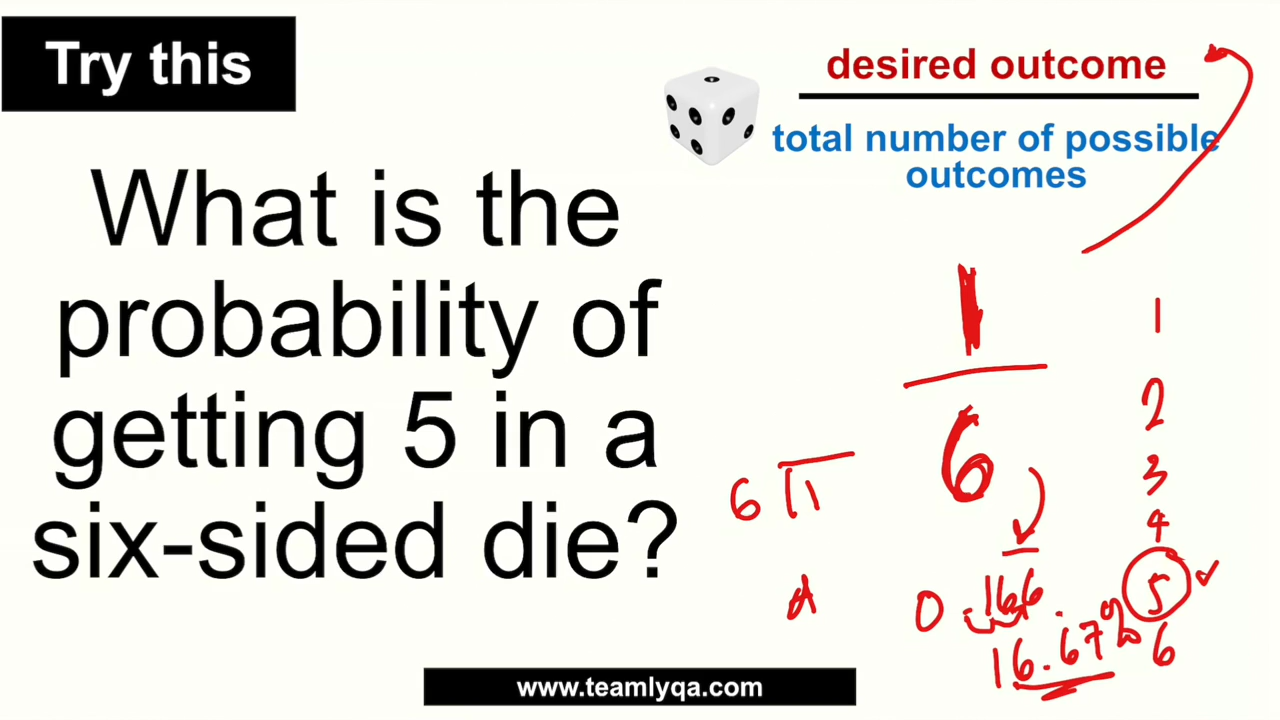 Try this
desired outcome
total number of possible
outcomes
What is the
probability of
getting 5 in a
six-sided die?
1
6
6 1
0.166.
16.67%
1
2
3
4
5
6
www.teamlyqa.com